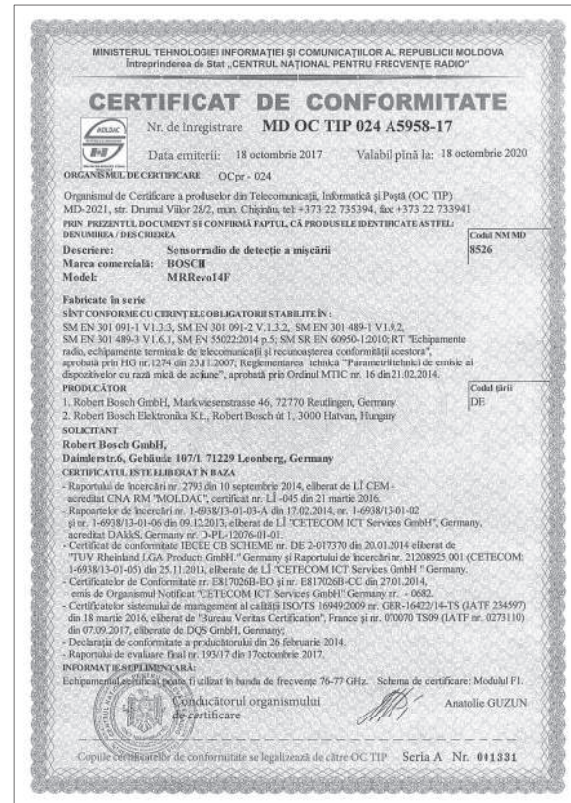 MINISTERUL TEHNOLOGIEI INFORMAȚIEI ȘI COMUNICAȚIILOR AL REPUBLICII MOLDOVA
Întreprinderea de Stat „CENTRUL NAȚIONAL PENTRU FRECVENȚE RADIO"
CERTIFICAT DE CONFORMITATE
MOLDAC
Nr. de înregistrare MD OC TIP 024 A5958-17
Data emiterii: 18 octombrie 2017 Valabil pînă la: 18 octombrie 2020
ORGANISMUL DE CERTIFICARE OCpr - 024
Organismul de Certificare a produselor din Telecomunicații, Informatică și Poștă (OC TIP)
MD-2021, str. Drumul Viilor 28/2, mun. Chișinău, tel: +373 22 735394, fax +373 22 733941
PRIN PREZENTUL DOCUMENT SE CONFIRMĂ FAPTUL, CĂ PRODUSELE IDENTIFICATE ASTFEL:
DENUMIREA / DESCRIEREA Codul NM MD
Descriere: Sensorradio de detecție a mișcării 8526
Marca comercială: BOSCH
Model: MRRevo14F
Fabricate in serie
SÎNT CONFORME CU CERINȚELE OBLIGATORII STABILITE ÎN :
SM EN 301 091-1 V1.3.3, SM EN 301 091-2 V.1.3.2, SM EN 301 489-1 V1.9.2,
SM EN 301 489-3 V1.6.1, SM EN 55022:2014 p.5; SM SR EN 60950-1:2010; RT "Echipamente
radio, echipamente terminale de telecomunicații și recunoașterea conformității acestora",
aprobată prin HG nr.1274 din 23.11.2007; Reglementarea tehnică "Parametri tehnici de emisie ai
dispozitivelor cu rază mică de acțiune", aprobată prin Ordinul MTIC nr. 16 din 21.02.2014.
PRODUCĂTOR Codul țării
1. Robert Bosch GmbH, Markwiesenstrasse 46, 72770 Reutlingen, Germany DE
2. Robert Bosch Elektronika Kt., Robert Bosch út 1, 3000 Hatvan, Hungary
SOLICITANT
Robert Bosch GmbH,
Daimlerstr.6, Gebäude 107/1 71229 Leonberg, Germany
CERTIFICATUL ESTE ELIBERAT ÎN BAZA
- Raportului de încercări nr. 2793 din 10 septembrie 2014, eliberat de LÎ CEM -
acreditat CNA RM "MOLDAC", certificat nr. LÎ -045 din 21 martie 2016.
- Rapoartelor de încercări nr. 1-6938/13-01-03-A din 17.02.2014, nr. 1-6938/13-01-02
și nr. 1-6938/13-01-06 din 09.12.2013, eliberat de LÎ "CETECOM ICT Services GmbH", Germany,
acreditat DAkkS, Germany nr. D-PL-12076-01-01.
- Certificat de conformitate IECEE CB SCHEME nr. DE 2-017370 din 20.01.2014 eliberat de
"TUV Rheinland LGA Products GmbH." Germany și Raportului de încercări nr. 21208925 001 (CETECOM:
1-6938/13-01-05) din 25.11.2013, eliberat de LÎ "CETECOM ICT Services GmbH", Germany.
- Certificatelor de Conformitate nr. E817026B-EO și nr. E817026B-CC din 27.01.2014,
emis de Organismul Notificat "CETECOM ICT Services GmbH" Germany nr. - 0682.
- Certificatelor sistemului de management al calității ISO/TS 16949:2009 nr. GER-16422/14-TS (IATF 234597)
din 18 martie 2016, eliberat de "Bureau Veritas Certification", France și nr. 070070 TS09 (IATF nr. 0273110)
din 07.09.2017, eliberate de DQS GmbH, Germany;
- Declarația de conformitate a producătorului din 26 februarie 2014.
- Raportului de evaluare final nr. 193/17 din 17octombrie 2017.
INFORMAȚIE SUPLIMENTARĂ:
Echipamentul certificat poate fi utilizat in banda de frecvențe 76-77 GHz. Schema de certificare: Modulul F1.
Conducătorul organismului
de certificare Anatolie GUZUN
Copiile certificatelor de conformitate se legalizează de către OC TIP Seria A Nr. 001331